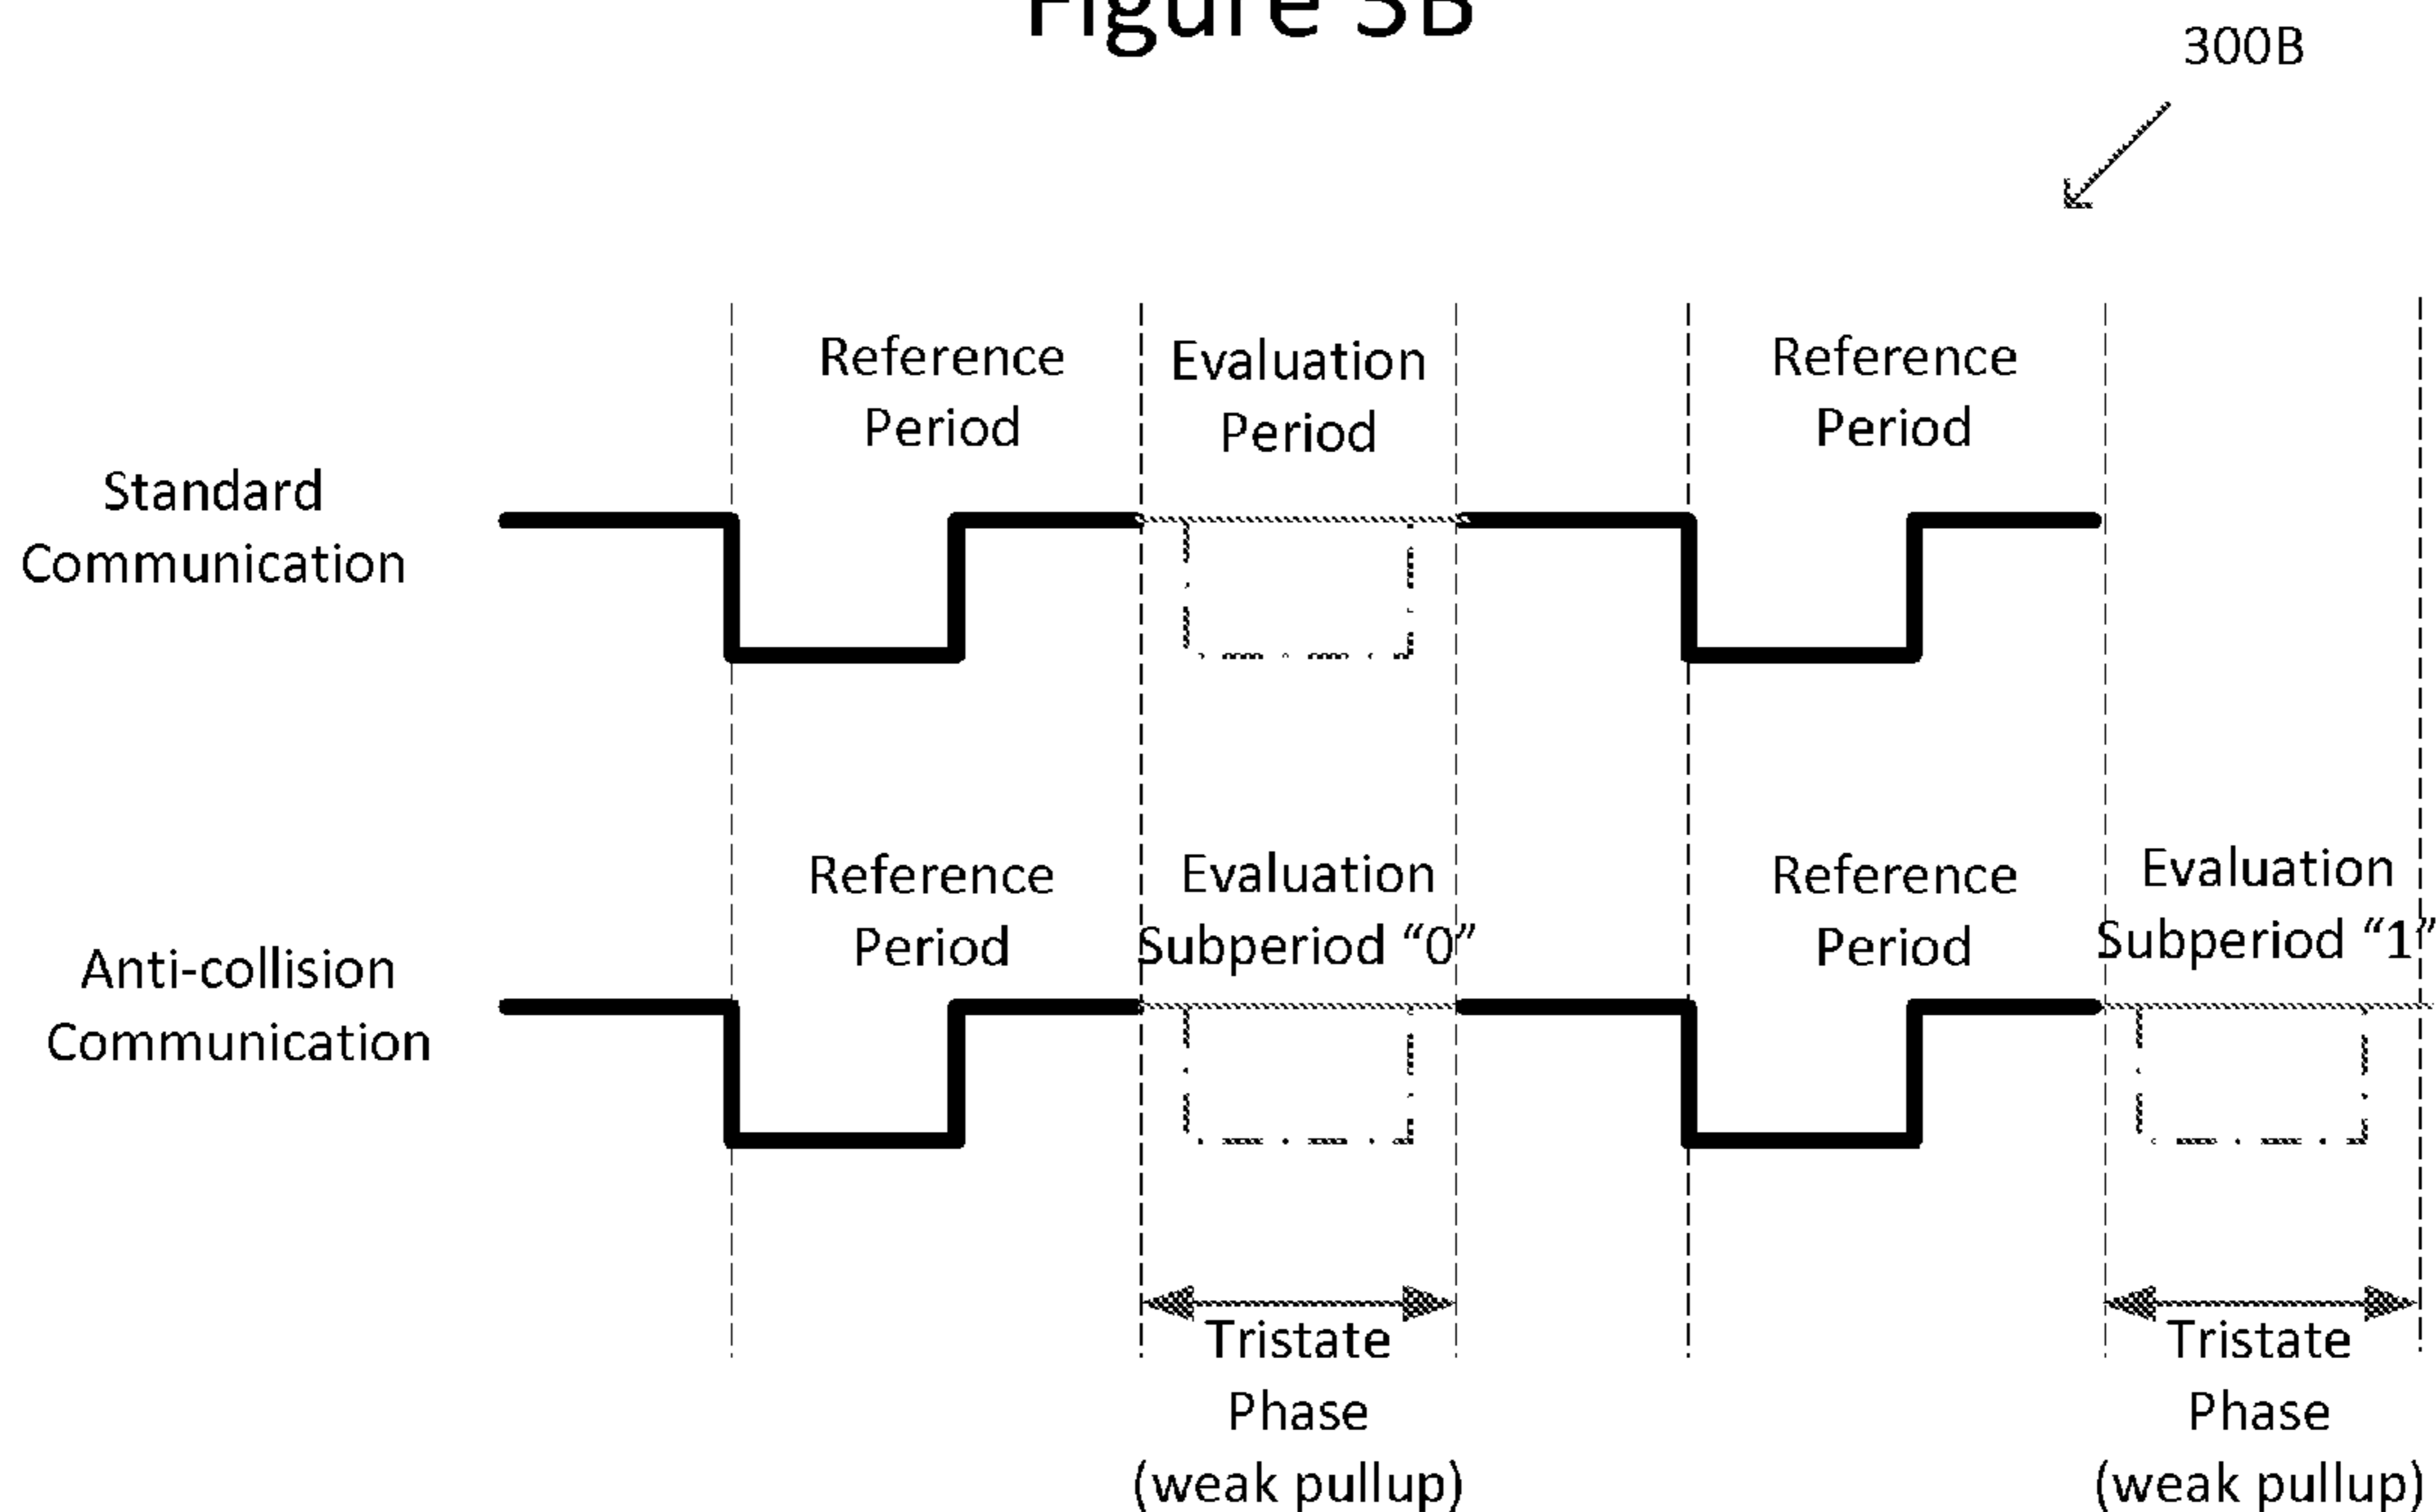 Figure 3B
300B
Reference
Period
Evaluation
Period
Reference
Period
Standard
Communication
Reference
Period
Evaluation
Subperiod “0”
Reference
Period
Evaluation
Subperiod “1”
Anti-collision
Communication
Tristate
Phase
(weak pullup)
Tristate
Phase
(weak pullup)